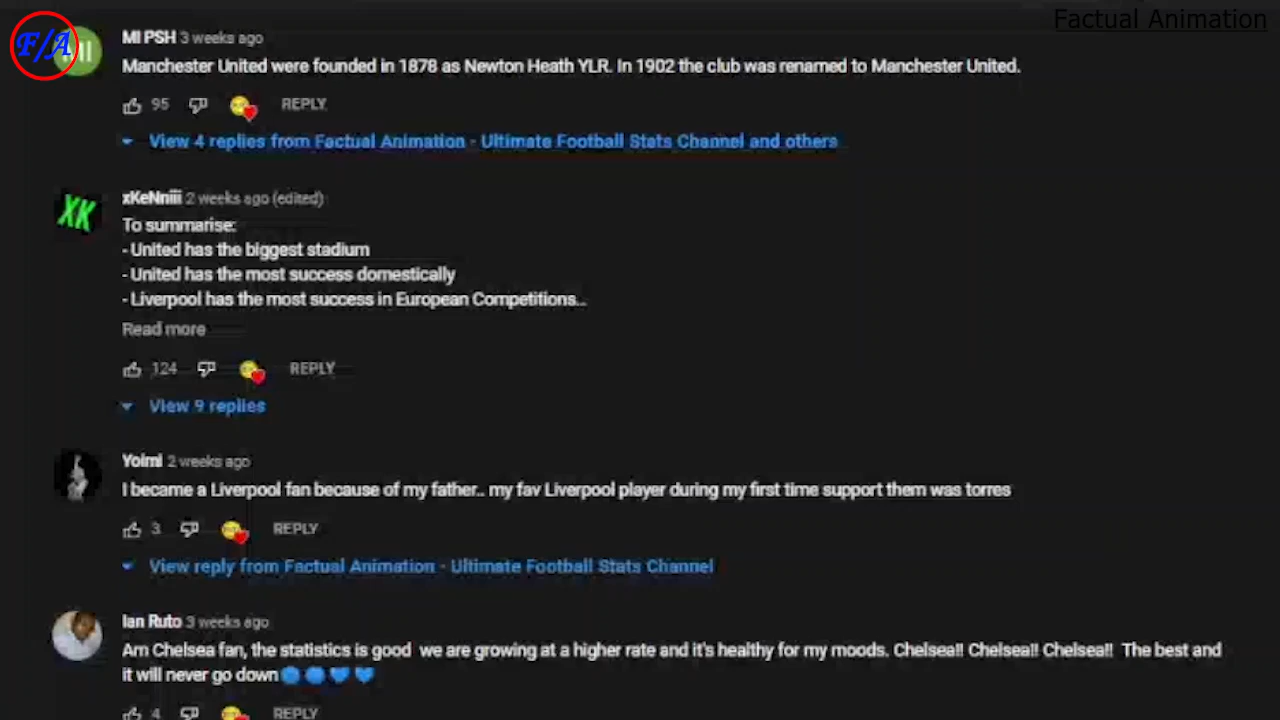 Factual Animation
F/A
MI PSH 3 weeks ago
Manchester United were founded in 1878 as Newton Heath YLR. In 1902 the club was renamed to Manchester United.
95 REPLY
View 4 replies from Factual Animation - Ultimate Football Stats Channel and others
XK
xKeNniii 2 weeks ago (edited)
To summarise:
- United has the biggest stadium
- United has the most success domestically
- Liverpool has the most success in European Competitions..
Read more
124 REPLY
View 9 replies
Yoimi 2 weeks ago
I became a Liverpool fan because of my father.. my fav Liverpool player during my first time support them was torres
3 REPLY
View reply from Factual Animation - Ultimate Football Stats Channel
Ian Ruto 3 weeks ago
Am Chelsea fan, the statistics is good we are growing at a higher rate and it's healthy for my moods. Chelsea!! Chelsea!! Chelsea!! The best and
it will never go down
4 REPLY